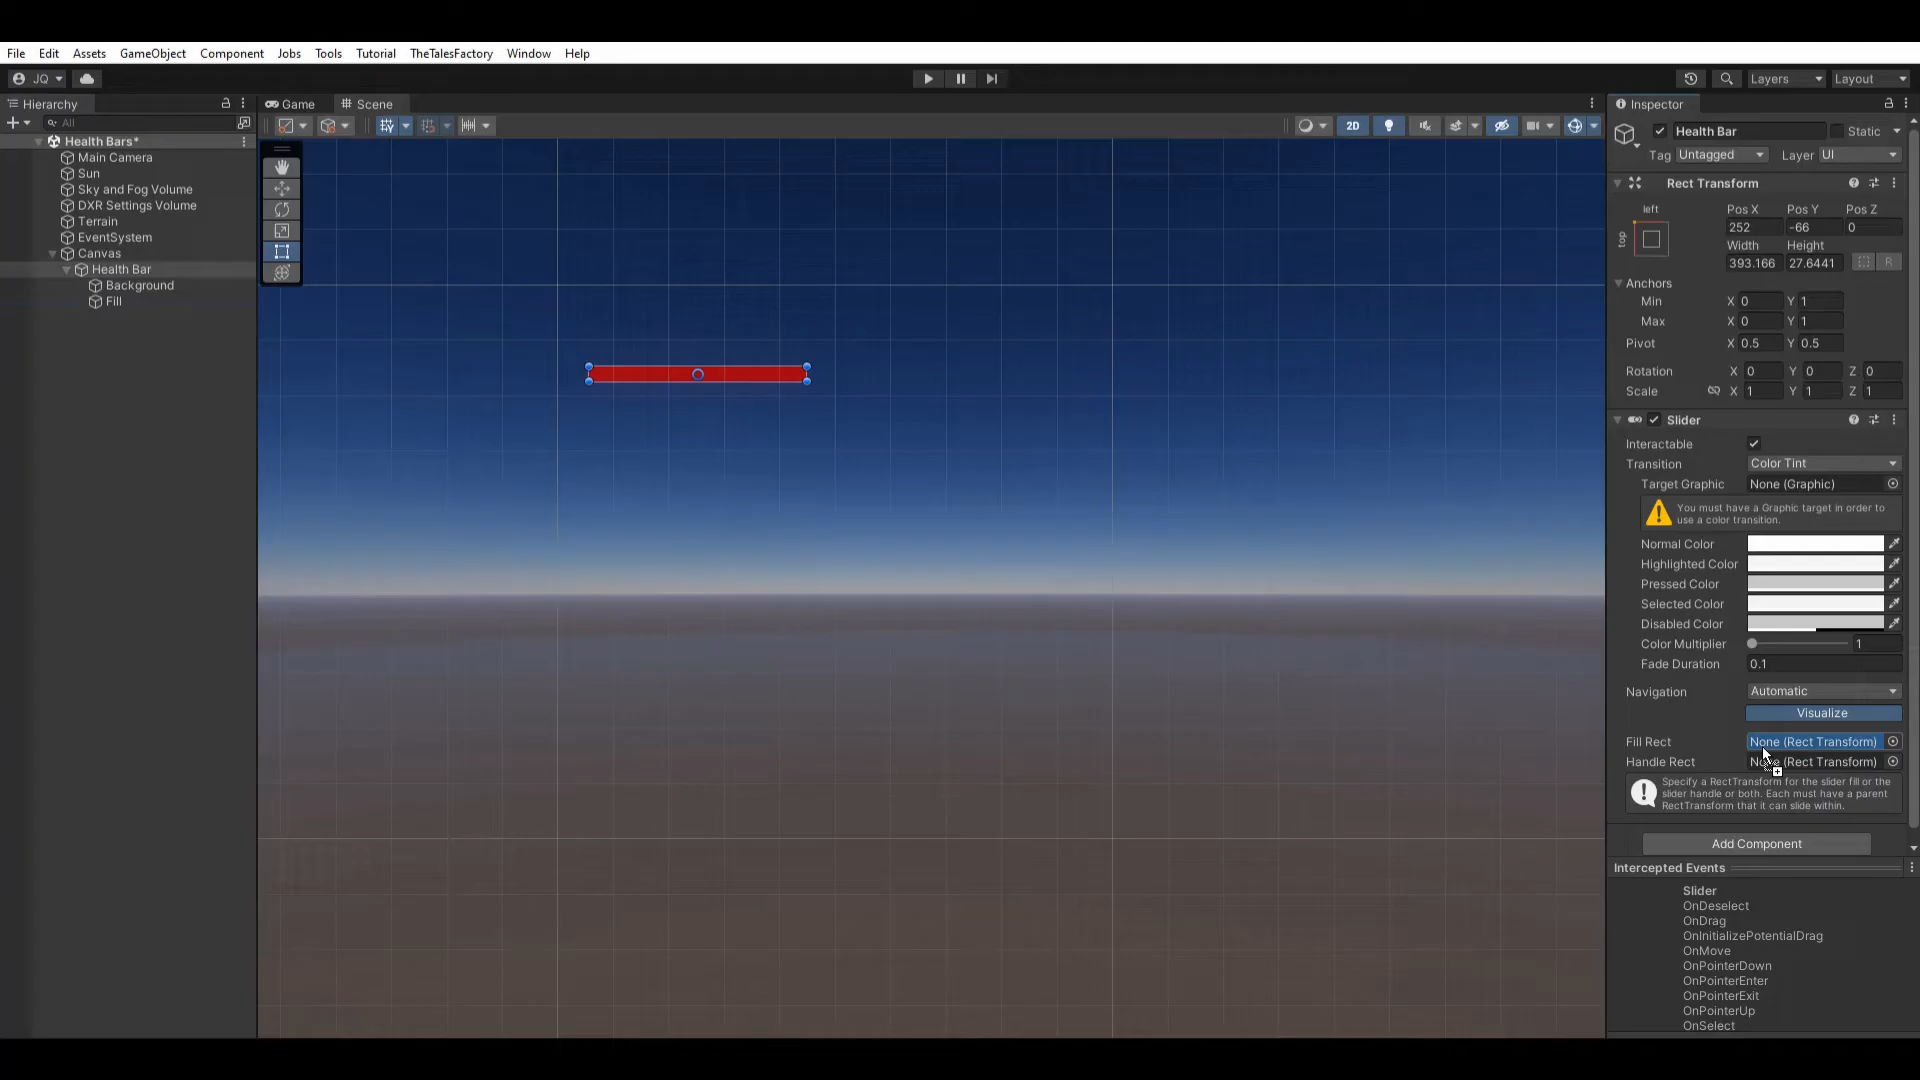 File Edit Assets GameObject Component Jobs Tools Tutorial TheTalesFactory Window Help
JQ Layers Layout
Hierarchy
All
Health Bars*
Main Camera
Sun
Sky and Fog Volume
DXR Settings Volume
Terrain
EventSystem
Canvas
Health Bar
Background
Fill
Game Scene
2D
Inspector
Health Bar Static
Tag Untagged Layer UI
Rect Transform
left
top
Pos X Pos Y Pos Z
252 -66 0
Width Height
393.166 27.6441 R
Anchors
Min X 0 Y 1
Max X 0 Y 1
Pivot X 0.5 Y 0.5
Rotation X 0 Y 0 Z 0
Scale X 1 Y 1 Z 1
Slider
Interactable
Transition Color Tint
Target Graphic None (Graphic)
You must have a Graphic target in order to
use a color transition.
Normal Color
Highlighted Color
Pressed Color
Selected Color
Disabled Color
Color Multiplier 1
Fade Duration 0.1
Navigation Automatic
Visualize
Fill Rect None (Rect Transform)
Handle Rect None (Rect Transform)
Specify a RectTransform for the slider fill or the
slider handle or both. Each must have a parent
RectTransform that it can slide within.
Add Component
Intercepted Events
Slider
OnDeselect
OnDrag
OnInitializePotentialDrag
OnMove
OnPointerDown
OnPointerEnter
OnPointerExit
OnPointerUp
OnSelect